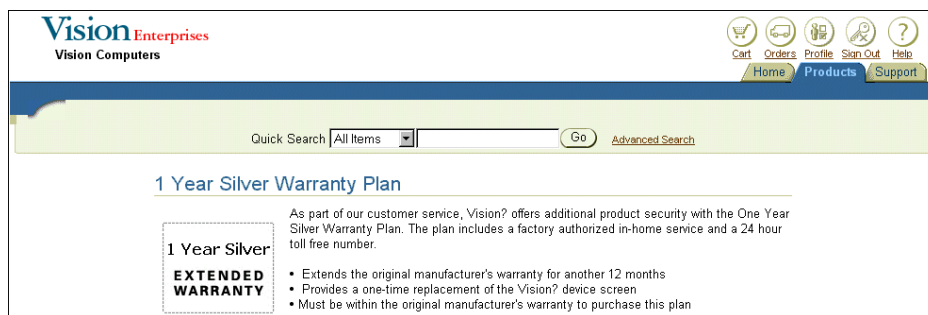 Vision Enterprises
Vision Computers
Cart Orders Profile Sign Out Help
Home Products Support
Quick Search All Items Go Advanced Search
1 Year Silver Warranty Plan
1 Year Silver
EXTENDED
WARRANTY
As part of our customer service, Vision? offers additional product security with the One Year
Silver Warranty Plan. The plan includes a factory authorized in-home service and a 24 hour
toll free number.
• Extends the original manufacturer's warranty for another 12 months
• Provides a one-time replacement of the Vision? device screen
• Must be within the original manufacturer's warranty to purchase this plan